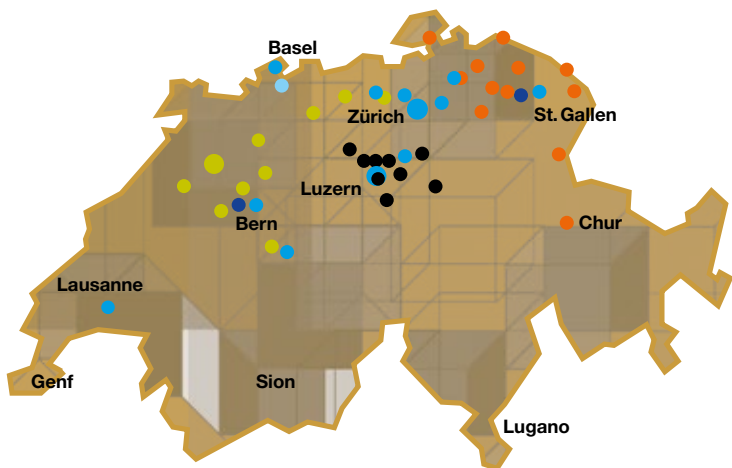 Basel
Zürich
St. Gallen
Luzern
Bern
Chur
Lausanne
Genf
Sion
Lugano